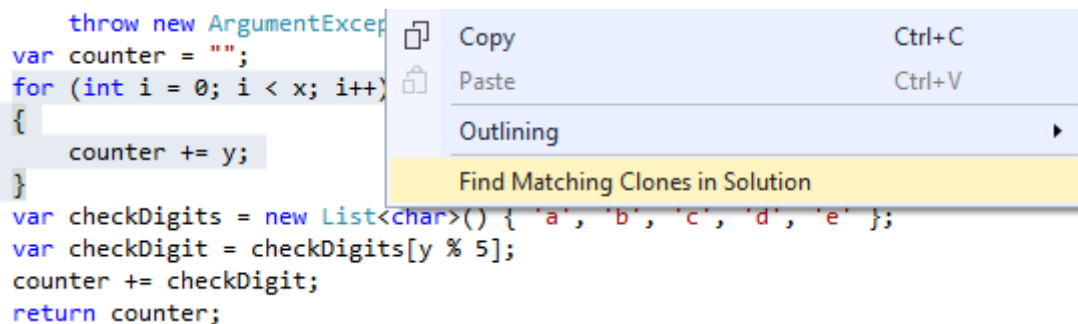 throw new ArgumentExcep
var counter = "";
for (int i = 0; i < x; i++)
{
counter += y;
}
var checkDigits = new List<char>() { 'a', 'b', 'c', 'd', 'e' };
var checkDigit = checkDigits[y % 5];
counter += checkDigit;
return counter;
Copy Ctrl+C
Paste Ctrl+V
Outlining
Find Matching Clones in Solution